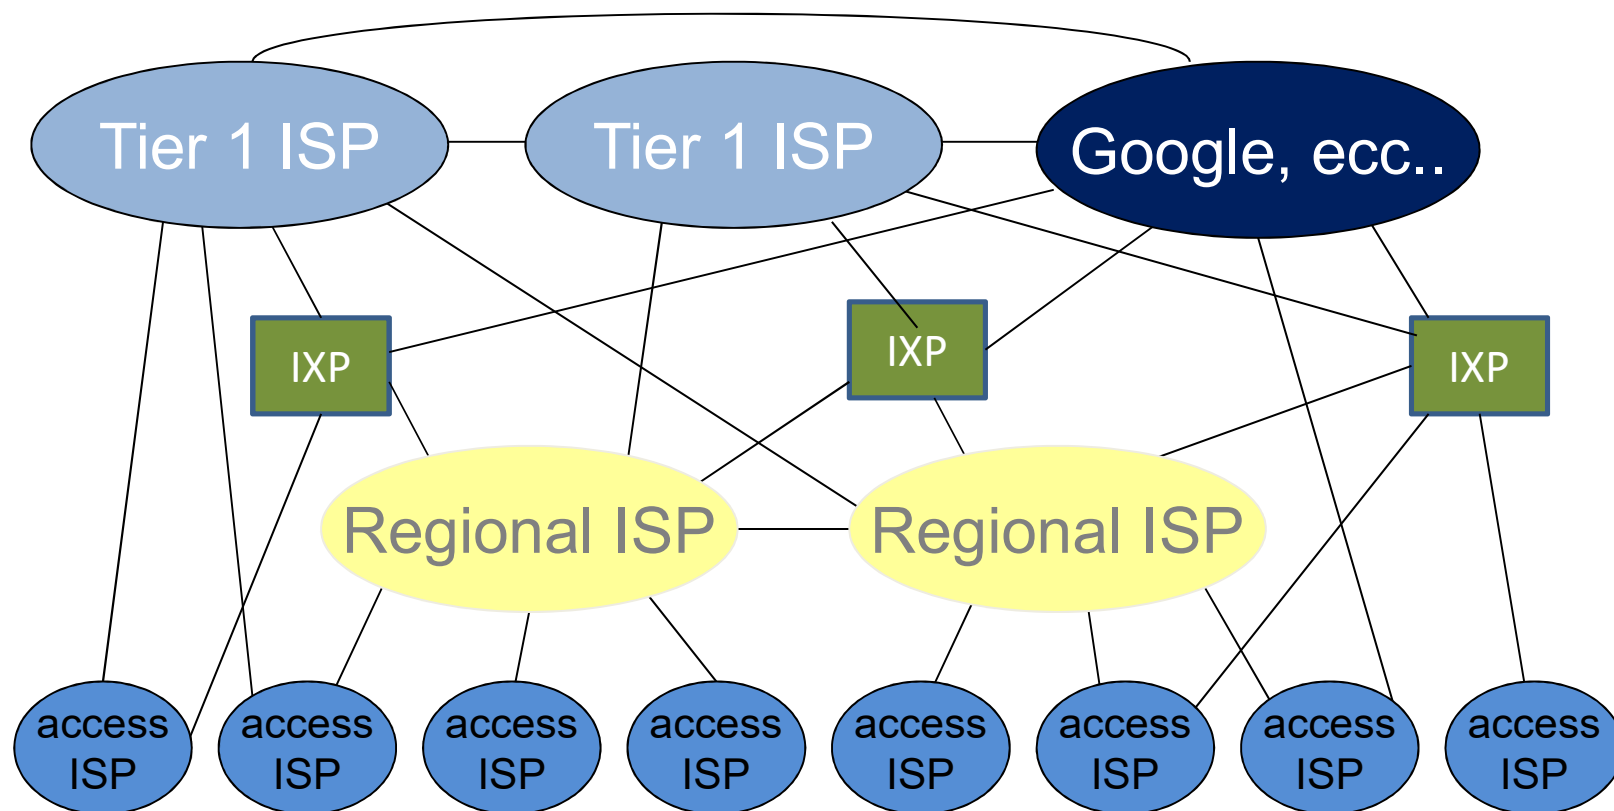 Tier 1 ISP
Tier 1 ISP
Google, ecc..
IXP
IXP
IXP
Regional ISP
Regional ISP
access
ISP
access
ISP
access
ISP
access
ISP
access
ISP
access
ISP
access
ISP
access
ISP